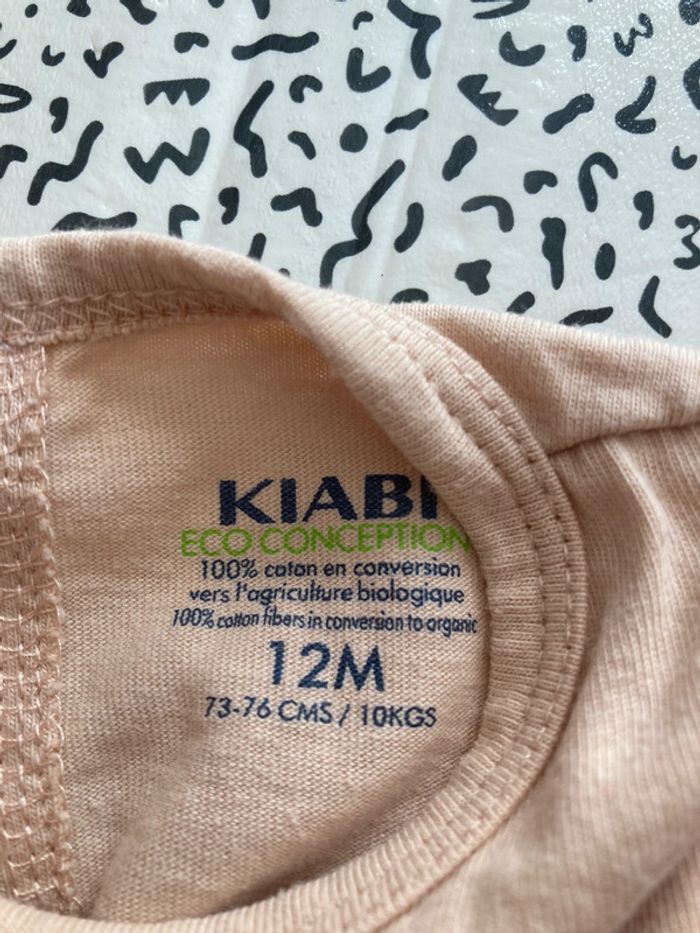 KIABI
ECO CONCEPTION
100% coton en conversion
vers l'agriculture biologique
100% cotton fibers in conversion to organic
12M
73-76 CMS / 10KGS